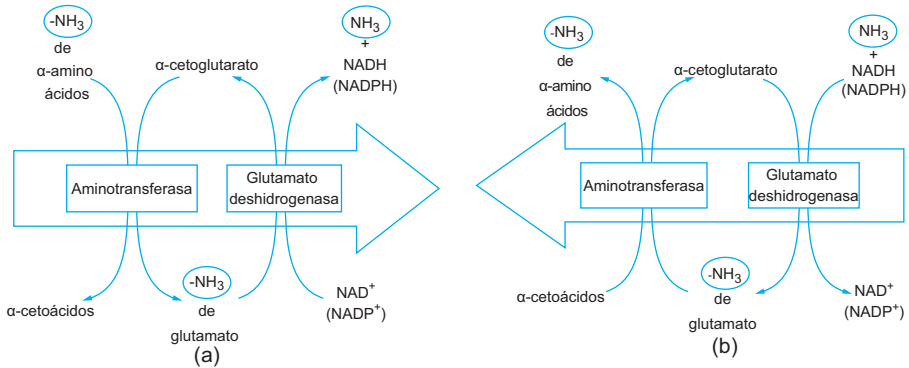 -NH3
de
α-amino
ácidos
α-cetoglutarato
NH3
+
NADH
(NADPH)
Aminotransferasa
Glutamato
deshidrogenasa
α-cetoácidos
-NH3
de
glutamato
NAD+
(NADP+)
(a)
-NH3
de
α-amino
ácidos
α-cetoglutarato
NH3
+
NADH
(NADPH)
Aminotransferasa
Glutamato
deshidrogenasa
α-cetoácidos
-NH3
de
glutamato
NAD+
(NADP+)
(b)